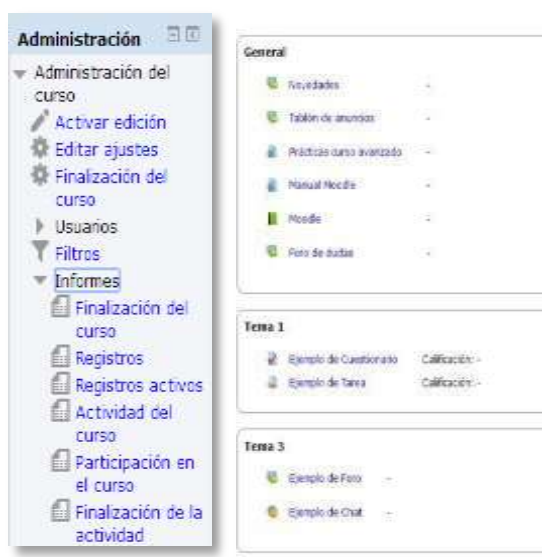 Administración
Administración del
curso
Activar edición
Editar ajustes
Finalización del
curso
Usuarios
Filtros
Informes
Finalización del
curso
Registros
Registros activos
Actividad del
curso
Participación en
el curso
Finalización de la
actividad
General
Novedades -
Tablón de anuncios -
Prácticas curso avanzado -
Manual Moodle -
Moodle -
Foro de dudas -
Tema 1
Ejemplo de Cuestionario Calificación: -
Ejemplo de Tarea Calificación: -
Tema 3
Ejemplo de Foro -
Ejemplo de Chat -